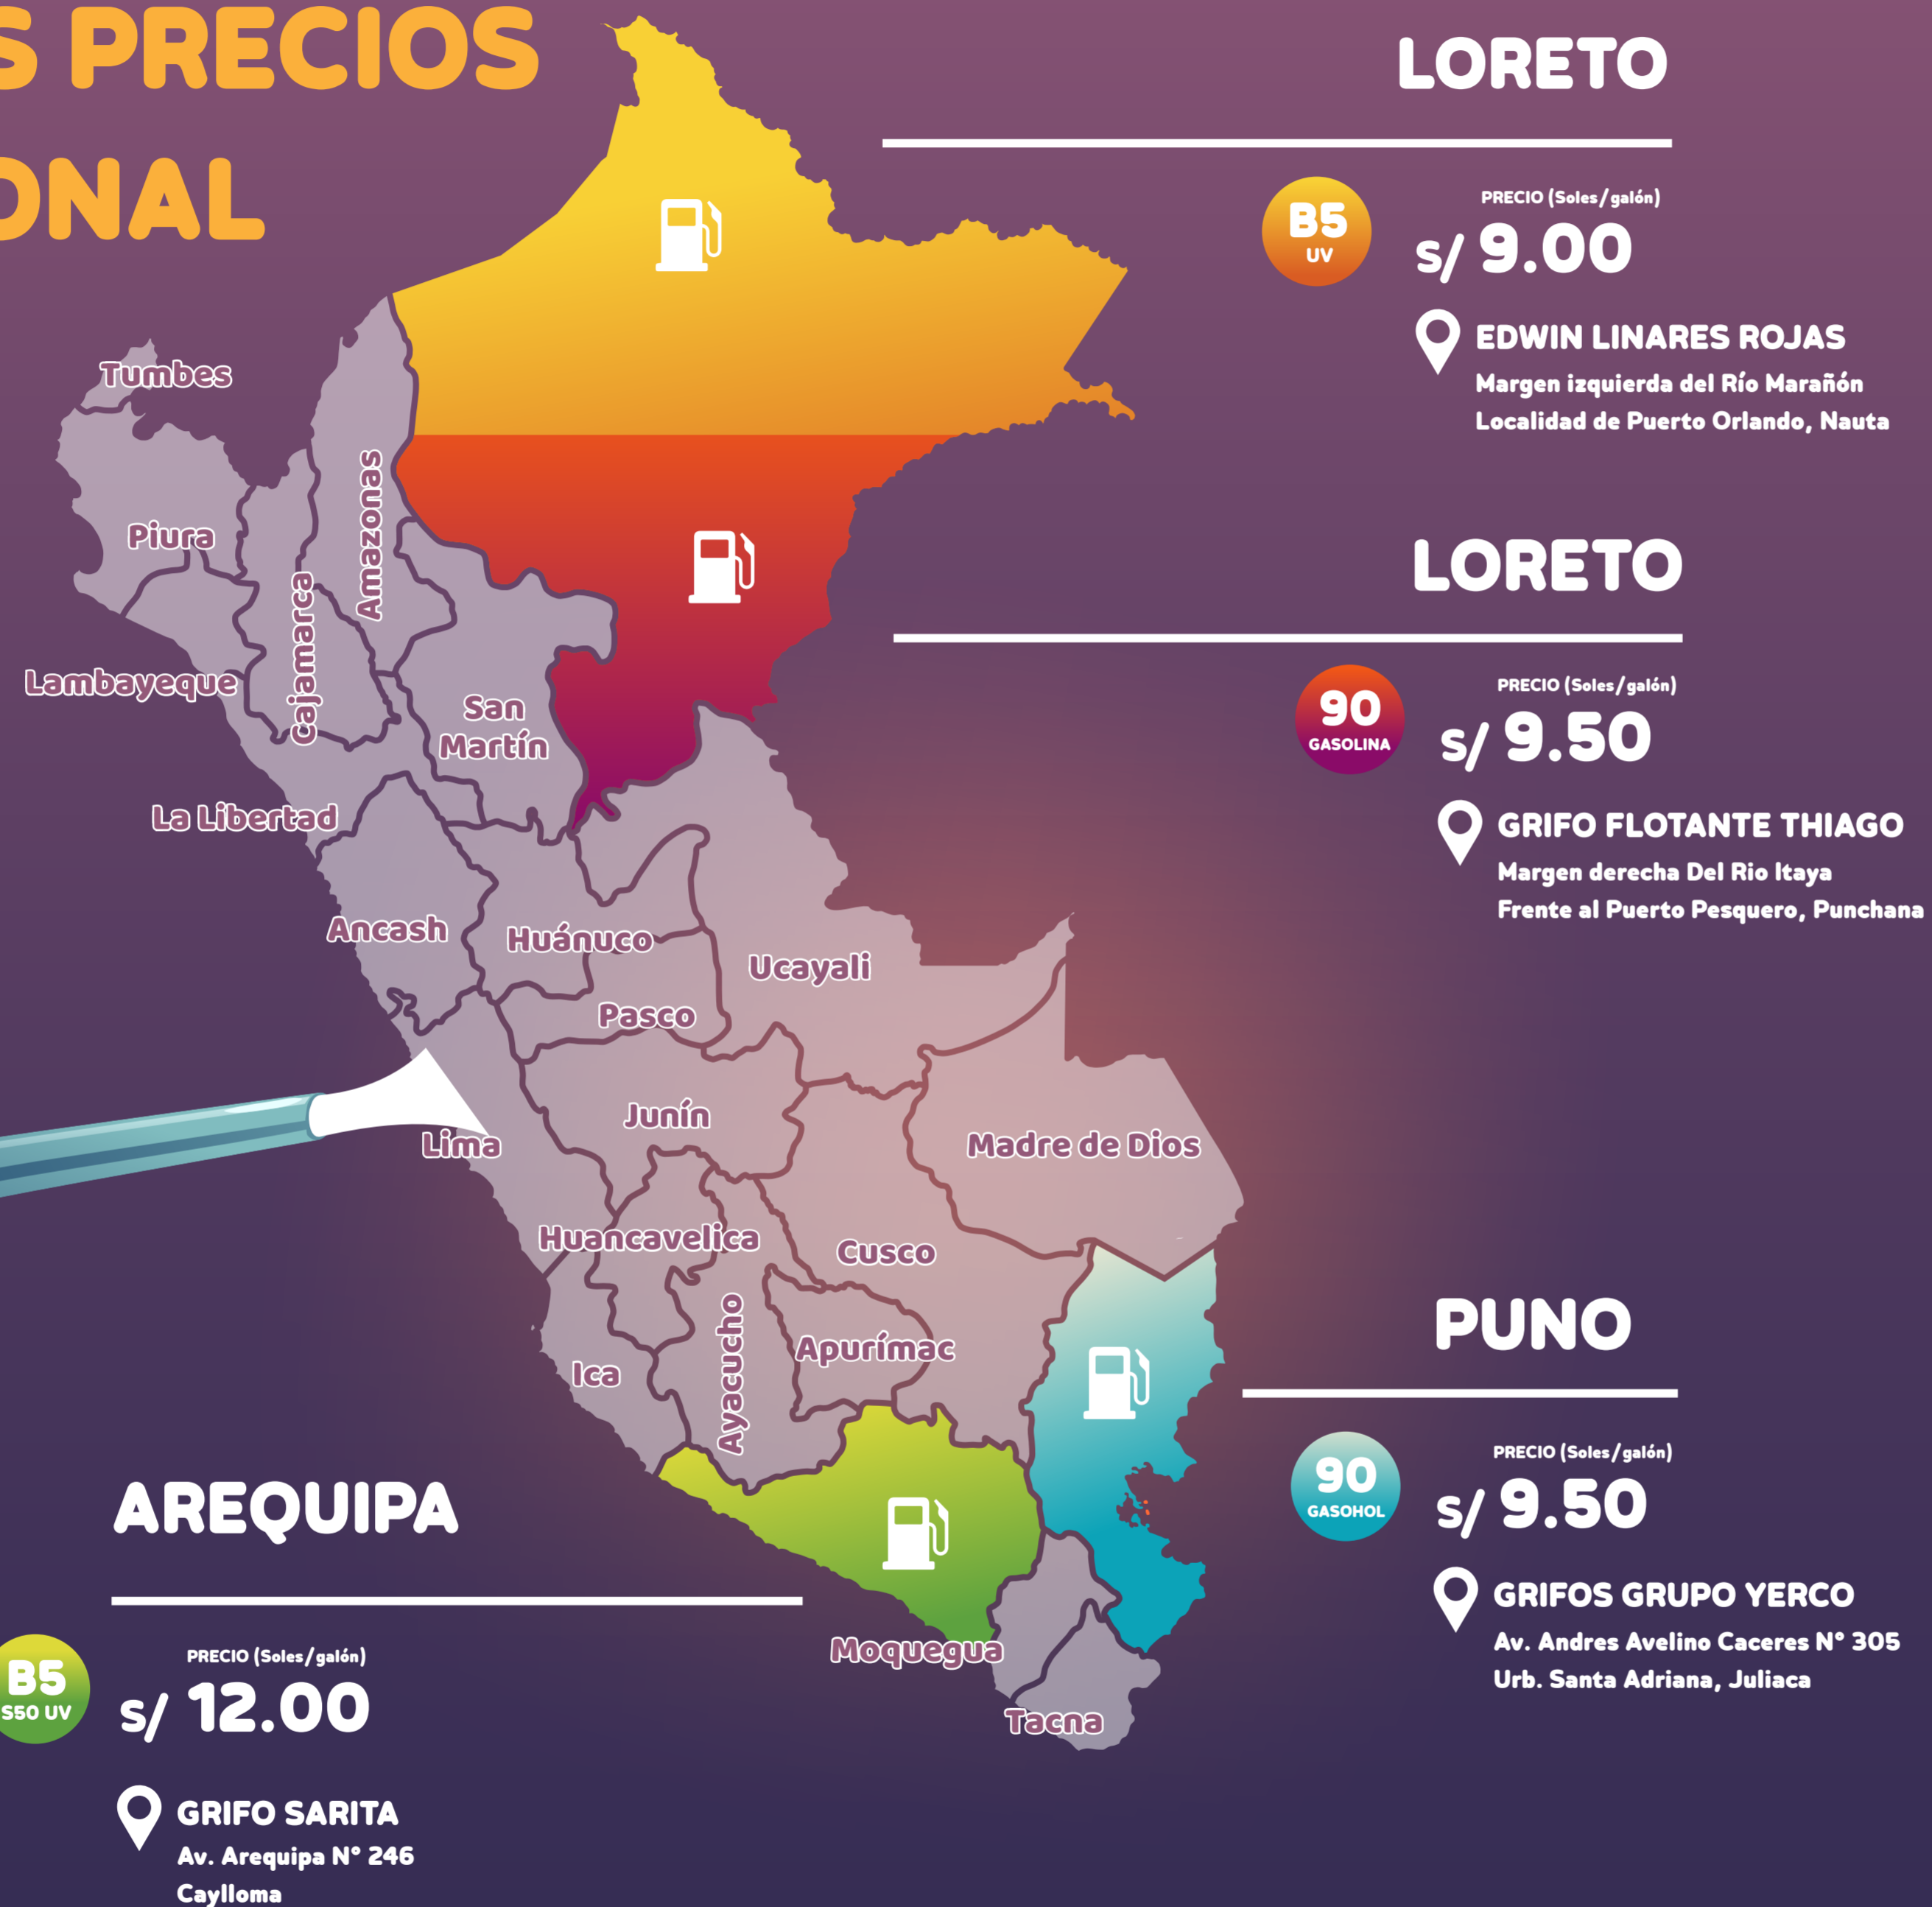 S PRECIOS
ONAL
LORETO
B5
UV
PRECIO (Soles/galón)
s/ 9.00
EDWIN LINARES ROJAS
Margen izquierda del Río Marañón
Localidad de Puerto Orlando, Nauta
LORETO
90
GASOLINA
PRECIO (Soles/galón)
s/ 9.50
GRIFO FLOTANTE THIAGO
Margen derecha Del Rio Itaya
Frente al Puerto Pesquero, Punchana
Tumbes
Piura
Amazonas
Cajamarca
Lambayeque
San
Martín
La Libertad
Ancash
Huánuco
Ucayali
Pasco
Junín
Lima
Madre de Dios
Huancavelica
Cusco
Ayacucho
Apurímac
Ica
Moquegua
Tacna
PUNO
90
GASOHOL
PRECIO (Soles/galón)
s/ 9.50
GRIFOS GRUPO YERCO
Av. Andres Avelino Caceres N° 305
Urb. Santa Adriana, Juliaca
AREQUIPA
B5
S50 UV
PRECIO (Soles/galón)
s/ 12.00
GRIFO SARITA
Av. Arequipa N° 246
Caylloma